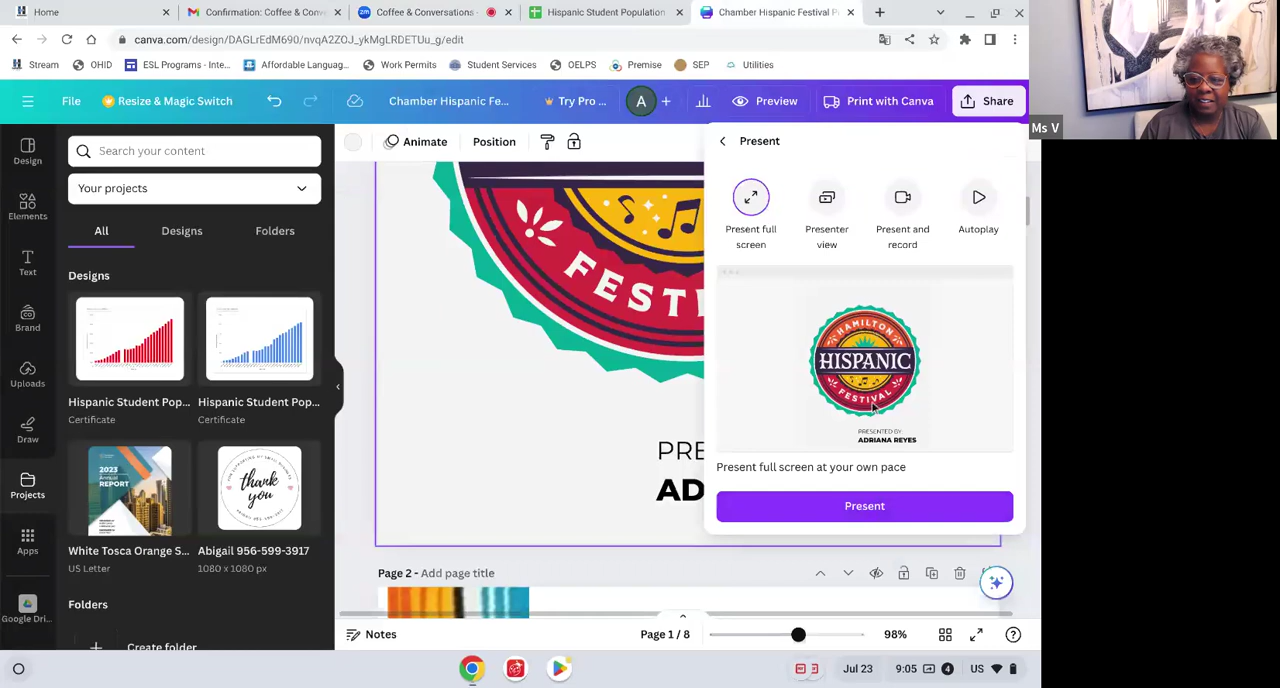 Home
Confirmation: Coffee & Conv
Coffee & Conversations -
Hispanic Student Population
Chamber Hispanic Festival P
canva.com/design/DAGLrEdM690/nvqA2ZOJ_ykMgLRDETUu_g/edit
Stream
OHID
ESL Programs - Inte...
Affordable Languag...
Work Permits
Student Services
OELPS
Premise
SEP
Utilities
File
Resize & Magic Switch
Chamber Hispanic Fe...
Try Pro ...
A
Preview
Print with Canva
Share
Ms V
Design
Elements
Text
Brand
Uploads
Draw
Projects
Apps
Google Dri...
Search your content
Your projects
All
Designs
Folders
Designs
Hispanic Student Pop...
Certificate
Hispanic Student Pop...
Certificate
2023
Annual
REPORT
thank
you
White Tosca Orange S...
US Letter
Abigail 956-599-3917
1080 x 1080 px
Folders
Create folder
Animate
Position
FESTI
PRE
AD
Page 2 - Add page title
Present
Present full
screen
Presenter
view
Present and
record
Autoplay
HAMILTON
HISPANIC
FESTIVAL
PRESENTED BY:
ADRIANA REYES
Present full screen at your own pace
Present
Notes
Page 1 / 8
98%
Jul 23
9:05
4
US